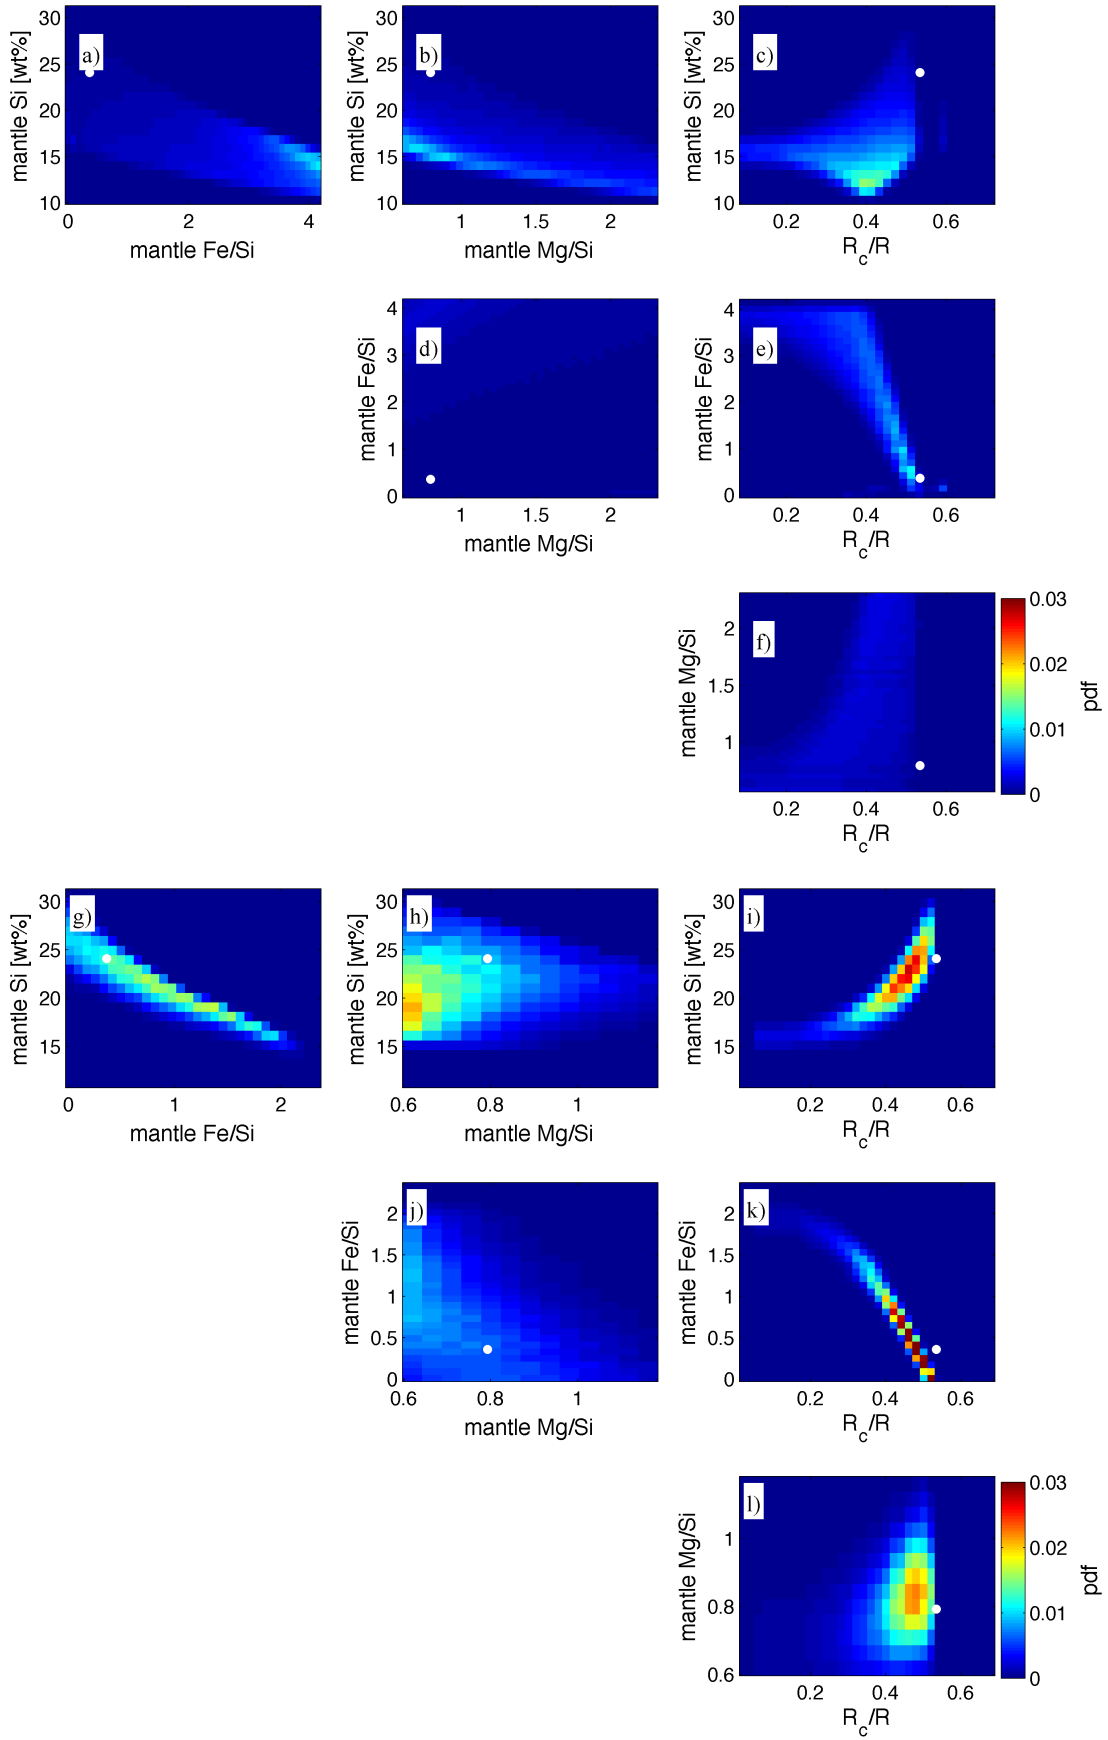 30
25
20
15
10
mantle Si [wt%]
a)
0
2
4
mantle Fe/Si
30
25
20
15
10
mantle Si [wt%]
b)
1
1.5
2
mantle Mg/Si
30
25
20
15
10
mantle Si [wt%]
c)
0.2
0.4
0.6
R_c/R
4
3
2
1
0
mantle Fe/Si
d)
1
1.5
2
mantle Mg/Si
4
3
2
1
0
mantle Fe/Si
e)
0.2
0.4
0.6
R_c/R
2
1.5
1
mantle Mg/Si
f)
0.2
0.4
0.6
R_c/R
0.03
0.02
0.01
0
pdf
30
25
20
15
mantle Si [wt%]
g)
0
1
2
mantle Fe/Si
30
25
20
15
mantle Si [wt%]
h)
0.6
0.8
1
mantle Mg/Si
30
25
20
15
mantle Si [wt%]
i)
0.2
0.4
0.6
R_c/R
2
1.5
1
0.5
0
mantle Fe/Si
j)
0.6
0.8
1
mantle Mg/Si
2
1.5
1
0.5
0
mantle Fe/Si
k)
0.2
0.4
0.6
R_c/R
1
0.8
0.6
mantle Mg/Si
l)
0.2
0.4
0.6
R_c/R
0.03
0.02
0.01
0
pdf